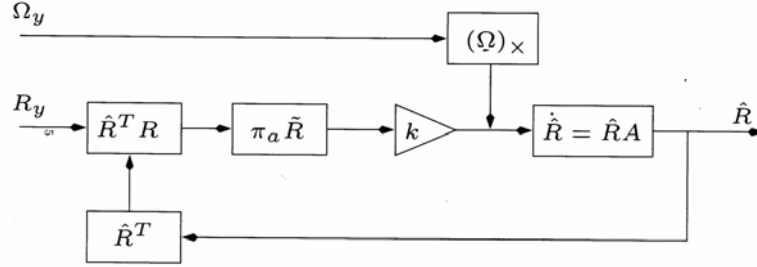 Ω_y
(Ω)_×
R_y
R̂^T R
π_a R̃
k
R̂̇ = R̂A
R̂
R̂^T